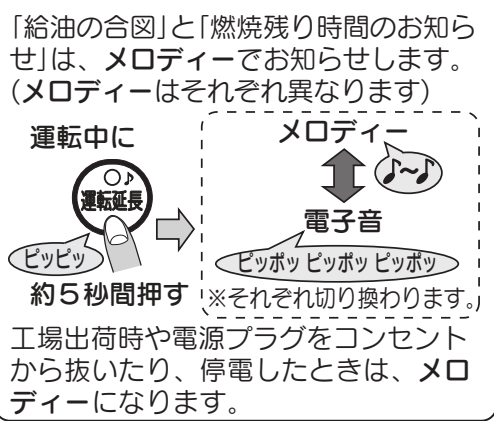 「給油の合図」と「燃焼残り時間のお知ら
せ」は、メロディーでお知らせします。
(メロディーはそれぞれ異なります)
運転中に
運転延長
ピッピッ
約5秒間押す
メロディー
♪〜♪
電子音
ピッポッ ピッポッ ピッポッ
※それぞれ切り換わります。
工場出荷時や電源プラグをコンセント
から抜いたり、停電したときは、メロ
ディーになります。